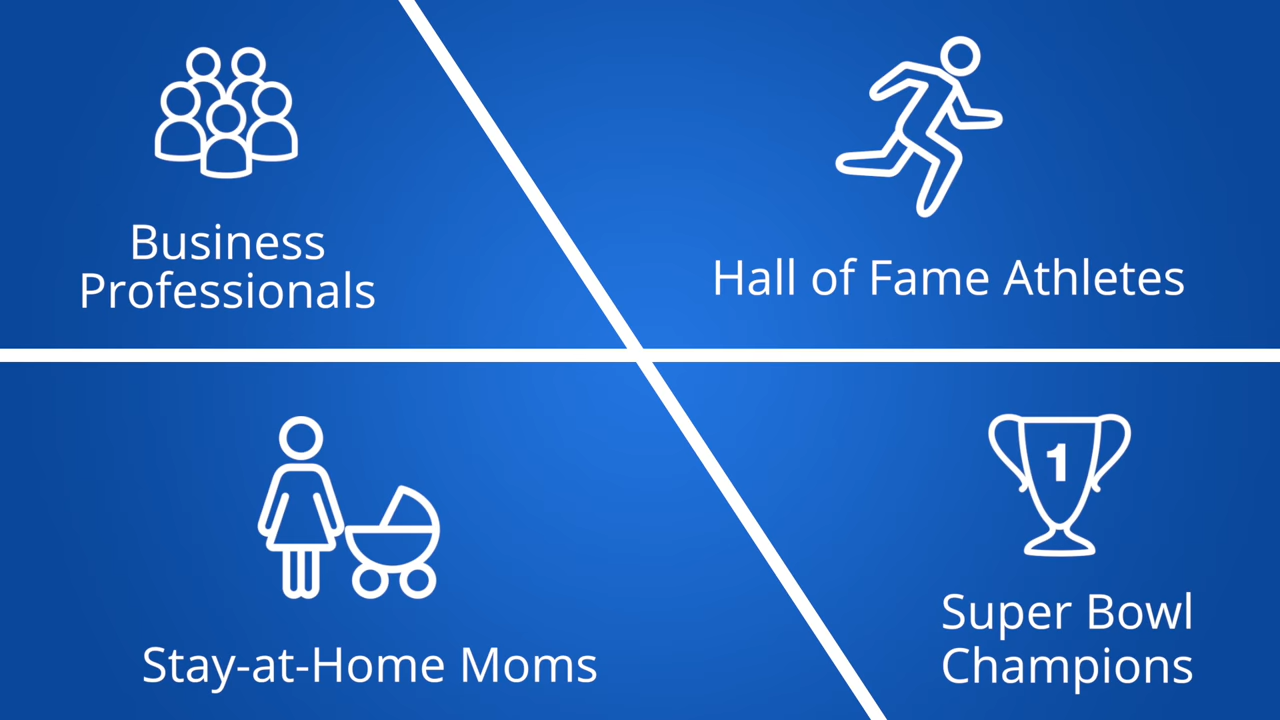 Business
Professionals
Hall of Fame Athletes
Stay-at-Home Moms
1
Super Bowl
Champions